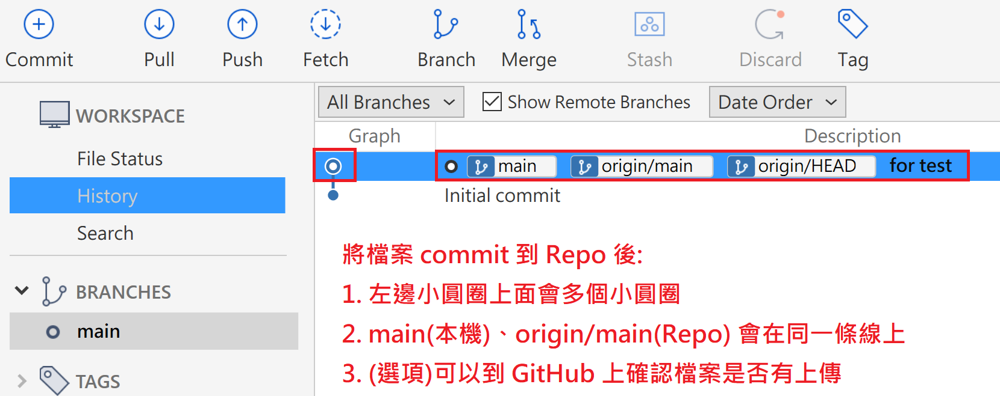 Commit Pull Push Fetch Branch Merge Stash Discard Tag
WORKSPACE
File Status
History
Search
BRANCHES
main
TAGS
All Branches Show Remote Branches Date Order
Graph Description
main origin/main origin/HEAD for test
Initial commit
將檔案 commit 到 Repo 後:
1. 左邊小圓圈上面會多個小圓圈
2. main(本機)、origin/main(Repo) 會在同一條線上
3. (選項)可以到 GitHub 上確認檔案是否有上傳